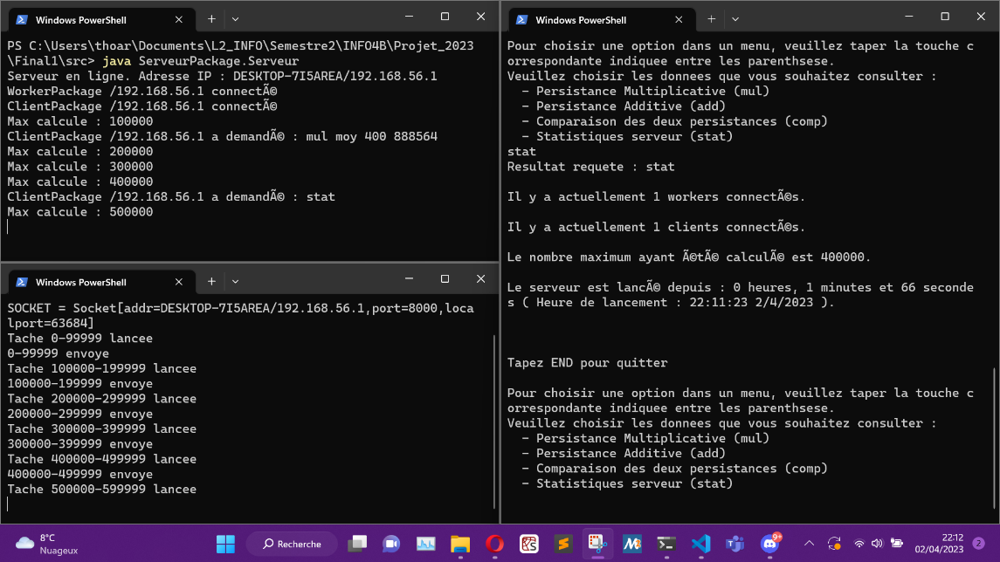 Windows PowerShell
PS C:\Users\thoar\Documents\L2_INFO\Semestre2\INFO4B\Projet_2023
\Final1\src> java ServeurPackage.Serveur
Serveur en ligne. Adresse IP : DESKTOP-7I5AREA/192.168.56.1
WorkerPackage /192.168.56.1 connectÃ©
ClientPackage /192.168.56.1 connectÃ©
Max calcule : 100000
ClientPackage /192.168.56.1 a demandÃ© : mul moy 400 888564
Max calcule : 200000
Max calcule : 300000
Max calcule : 400000
ClientPackage /192.168.56.1 a demandÃ© : stat
Max calcule : 500000
Windows PowerShell
SOCKET = Socket[addr=DESKTOP-7I5AREA/192.168.56.1,port=8000,loca
lport=63684]
Tache 0-99999 lancee
0-99999 envoye
Tache 100000-199999 lancee
100000-199999 envoye
Tache 200000-299999 lancee
200000-299999 envoye
Tache 300000-399999 lancee
300000-399999 envoye
Tache 400000-499999 lancee
400000-499999 envoye
Tache 500000-599999 lancee
Windows PowerShell
Pour choisir une option dans un menu, veuillez taper la touche c
orrespondante indiquee entre les parenthsese.
Veuillez choisir les donnees que vous souhaitez consulter :
- Persistance Multiplicative (mul)
- Persistance Additive (add)
- Comparaison des deux persistances (comp)
- Statistiques serveur (stat)
stat
Resultat requete : stat
Il y a actuellement 1 workers connectÃ©s.
Il y a actuellement 1 clients connectÃ©s.
Le nombre maximum ayant Ã©tÃ© calculÃ© est 400000.
Le serveur est lancÃ© depuis : 0 heures, 1 minutes et 66 seconde
s ( Heure de lancement : 22:11:23 2/4/2023 ).
Tapez END pour quitter
Pour choisir une option dans un menu, veuillez taper la touche c
orrespondante indiquee entre les parenthsese.
Veuillez choisir les donnees que vous souhaitez consulter :
- Persistance Multiplicative (mul)
- Persistance Additive (add)
- Comparaison des deux persistances (comp)
- Statistiques serveur (stat)
8°C
Nuageux
Recherche
9+
22:12
02/04/2023
2